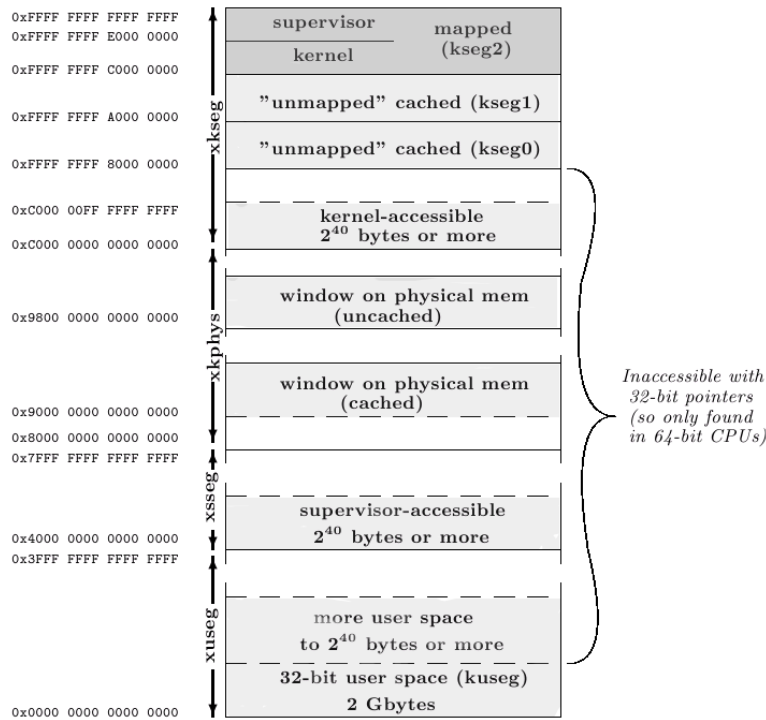 0xFFFF FFFF FFFF FFFF
0xFFFF FFFF E000 0000
0xFFFF FFFF C000 0000
0xFFFF FFFF A000 0000
0xFFFF FFFF 8000 0000
0xC000 00FF FFFF FFFF
0xC000 0000 0000 0000
0x9800 0000 0000 0000
0x9000 0000 0000 0000
0x8000 0000 0000 0000
0x7FFF FFFF FFFF FFFF
0x4000 0000 0000 0000
0x3FFF FFFF FFFF FFFF
0x0000 0000 0000 0000
xkseg
xkphys
xsseg
xuseg
supervisor
kernel
mapped
(kseg2)
"unmapped" cached (kseg1)
"unmapped" cached (kseg0)
kernel-accessible
2^40 bytes or more
window on physical mem
(uncached)
window on physical mem
(cached)
supervisor-accessible
2^40 bytes or more
more user space
to 2^40 bytes or more
32-bit user space (kuseg)
2 Gbytes
Inaccessible with
32-bit pointers
(so only found
in 64-bit CPUs)